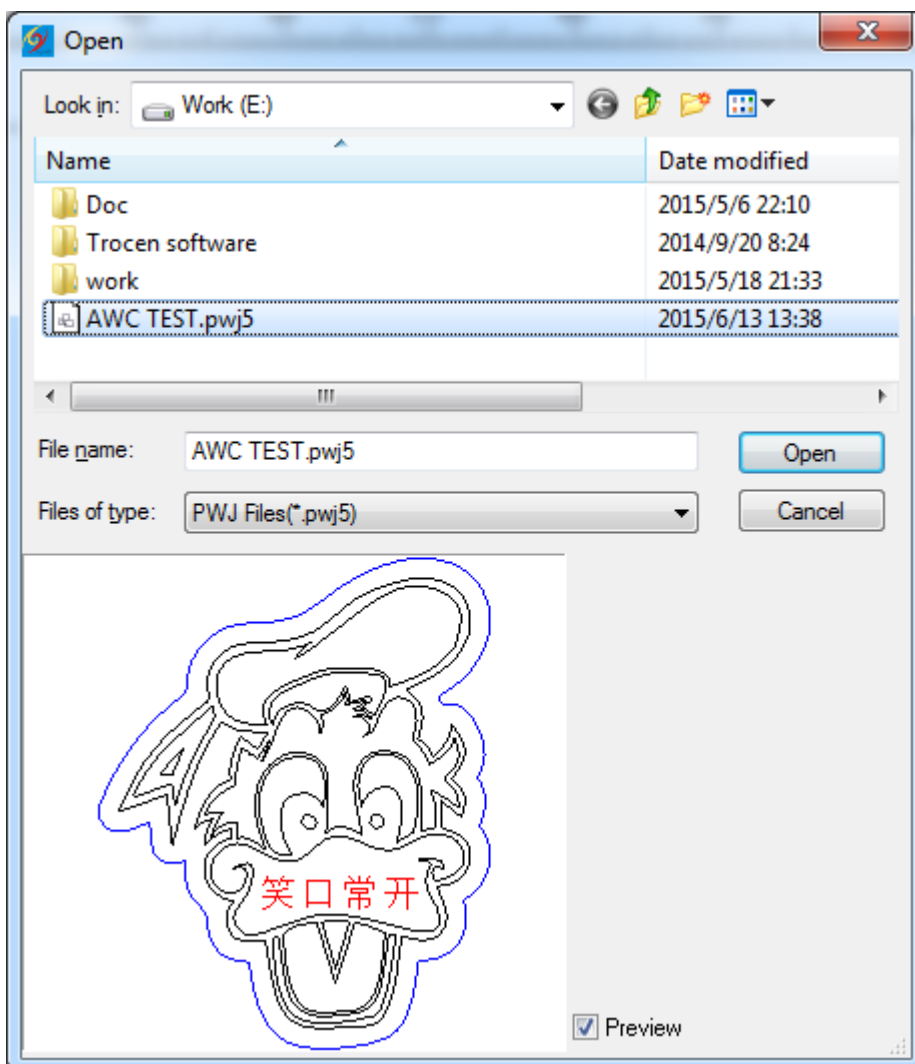 Open
Look in: Work (E:)
Name Date modified
Doc 2015/5/6 22:10
Trocen software 2014/9/20 8:24
work 2015/5/18 21:33
AWC TEST.pwj5 2015/6/13 13:38
File name: AWC TEST.pwj5 Open
Files of type: PWJ Files(*.pwj5) Cancel
笑口常开
Preview